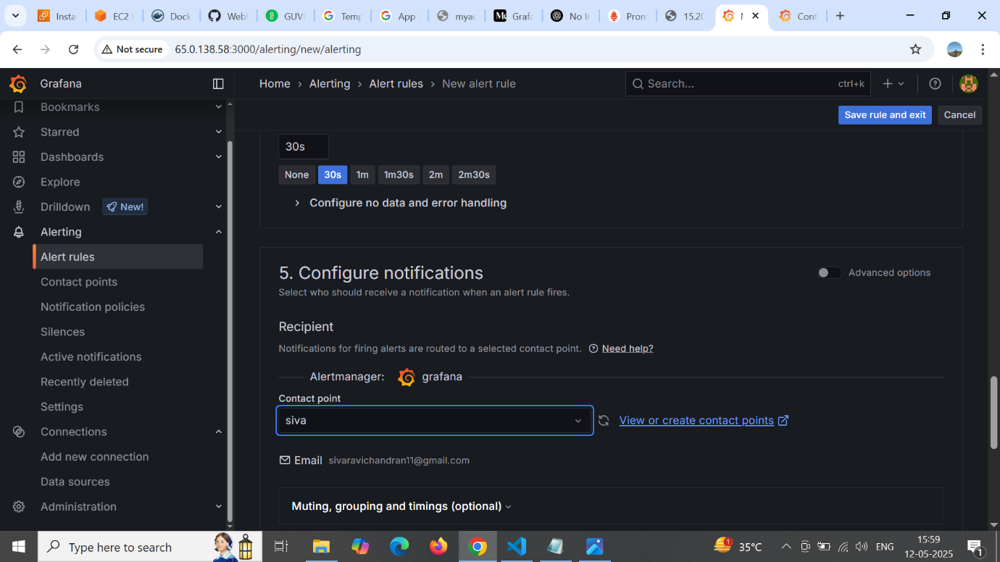 Insta
EC2
Dock
Webl
GUVI
Temp
App
myac
Grafa
No In
Prom
15.20
Cont
Not secure
65.0.138.58:3000/alerting/new/alerting
Grafana
Home › Alerting › Alert rules › New alert rule
Search...
ctrl+k
Bookmarks
Starred
Dashboards
Explore
Drilldown
New!
Alerting
Alert rules
Contact points
Notification policies
Silences
Active notifications
Recently deleted
Settings
Connections
Add new connection
Data sources
Administration
Save rule and exit
Cancel
30s
None 30s 1m 1m30s 2m 2m30s
Configure no data and error handling
5. Configure notifications
Advanced options
Select who should receive a notification when an alert rule fires.
Recipient
Notifications for firing alerts are routed to a selected contact point. Need help?
Alertmanager: grafana
Contact point
siva
View or create contact points
Email sivaravichandran11@gmail.com
Muting, grouping and timings (optional)
Type here to search
1
35°C
ENG
15:59
12-05-2025
1